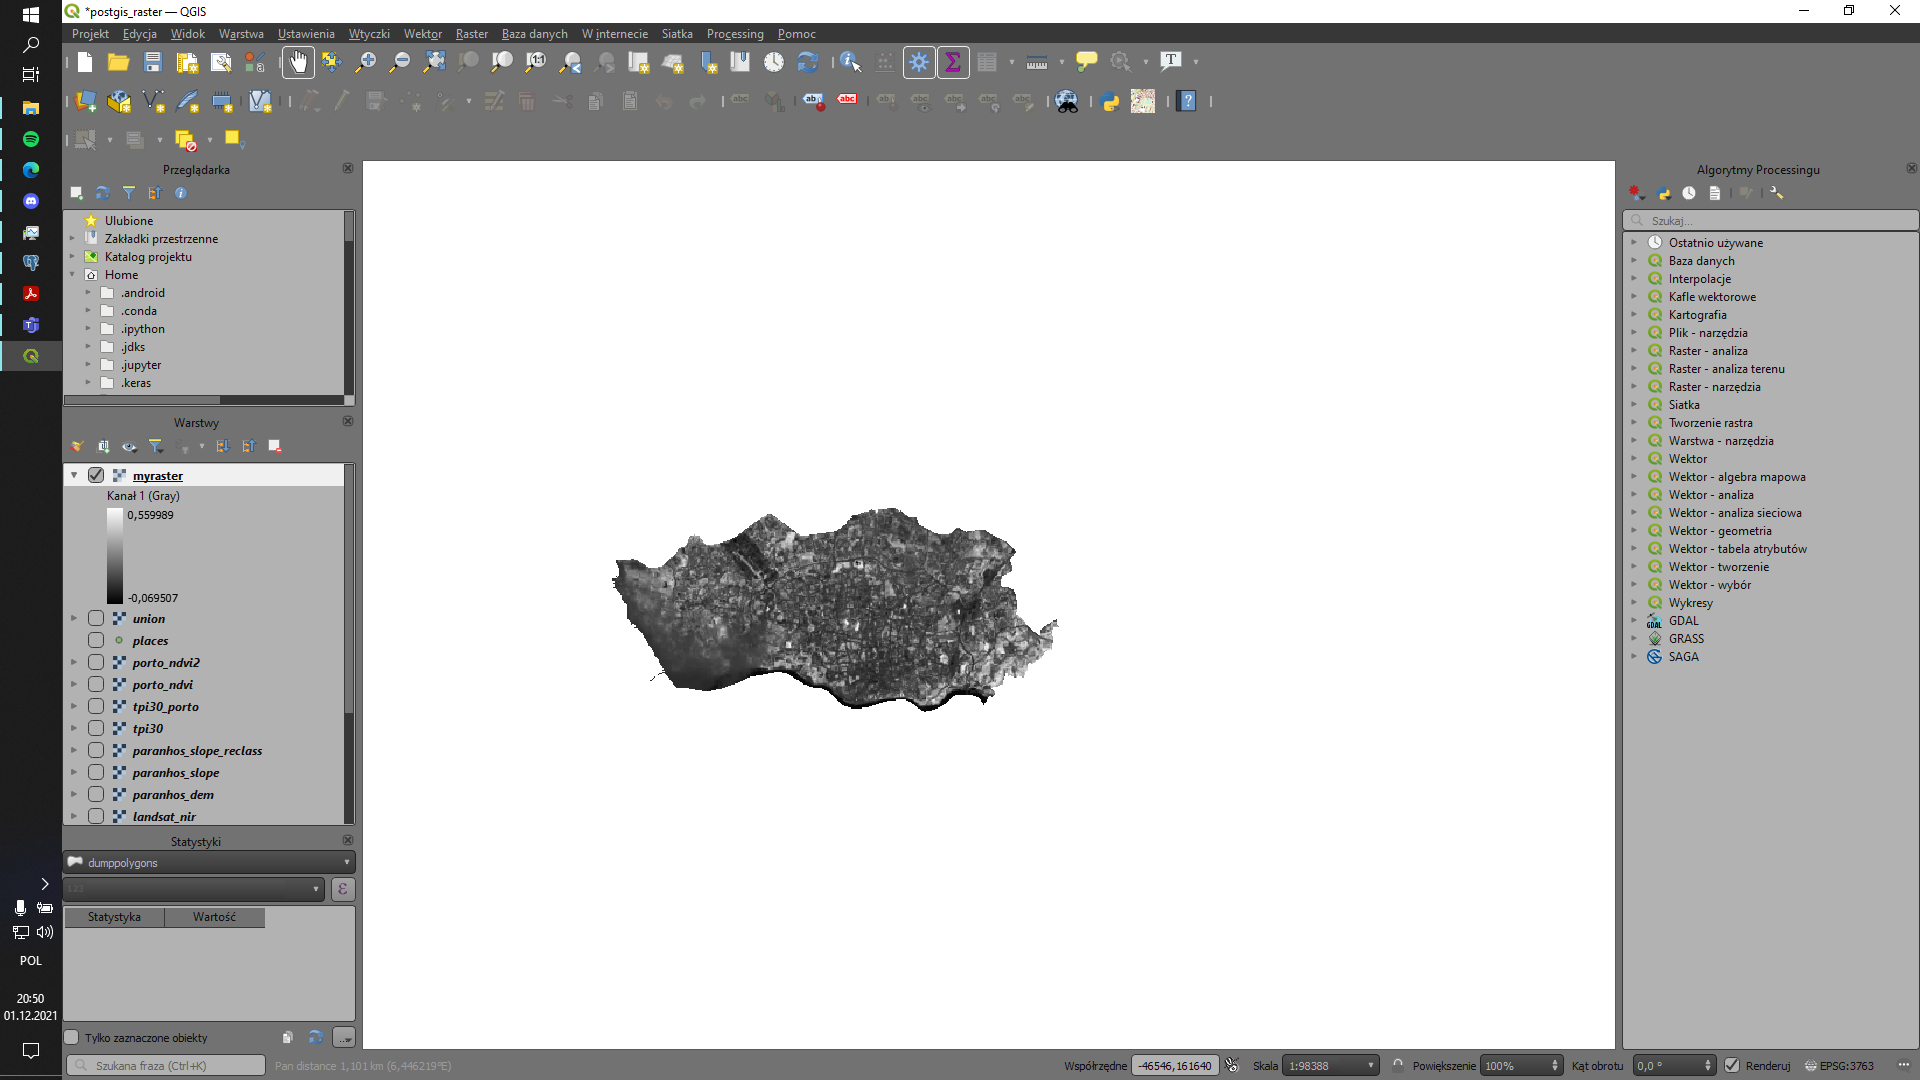 *postgis_raster — QGIS
Projekt Edycja Widok Warstwa Ustawienia Wtyczki Wektor Raster Baza danych W internecie Siatka Processing Pomoc
Przeglądarka
Ulubione
Zakładki przestrzenne
Katalog projektu
Home
.android
.conda
.ipython
.jdks
.jupyter
.keras
Warstwy
myraster
Kanał 1 (Gray)
0,559989
-0,069507
union
places
porto_ndvi2
porto_ndvi
tpi30_porto
tpi30
paranhos_slope_reclass
paranhos_slope
paranhos_dem
landsat_nir
Statystyki
dumppolygons
123
Statystyka Wartość
Tylko zaznaczone obiekty
Szukana fraza (Ctrl+K)
Pan distance 1,101 km (6,446219°E)
Współrzędne -46546,161640 Skala 1:98388 Powiększenie 100% Kąt obrotu 0,0 ° Renderuj EPSG:3763
Algorytmy Processingu
Szukaj...
Ostatnio używane
Baza danych
Interpolacje
Kafle wektorowe
Kartografia
Plik - narzędzia
Raster - analiza
Raster - analiza terenu
Raster - narzędzia
Siatka
Tworzenie rastra
Warstwa - narzędzia
Wektor
Wektor - algebra mapowa
Wektor - analiza
Wektor - analiza sieciowa
Wektor - geometria
Wektor - tabela atrybutów
Wektor - tworzenie
Wektor - wybór
Wykresy
GDAL
GRASS
SAGA
POL
20:50
01.12.2021